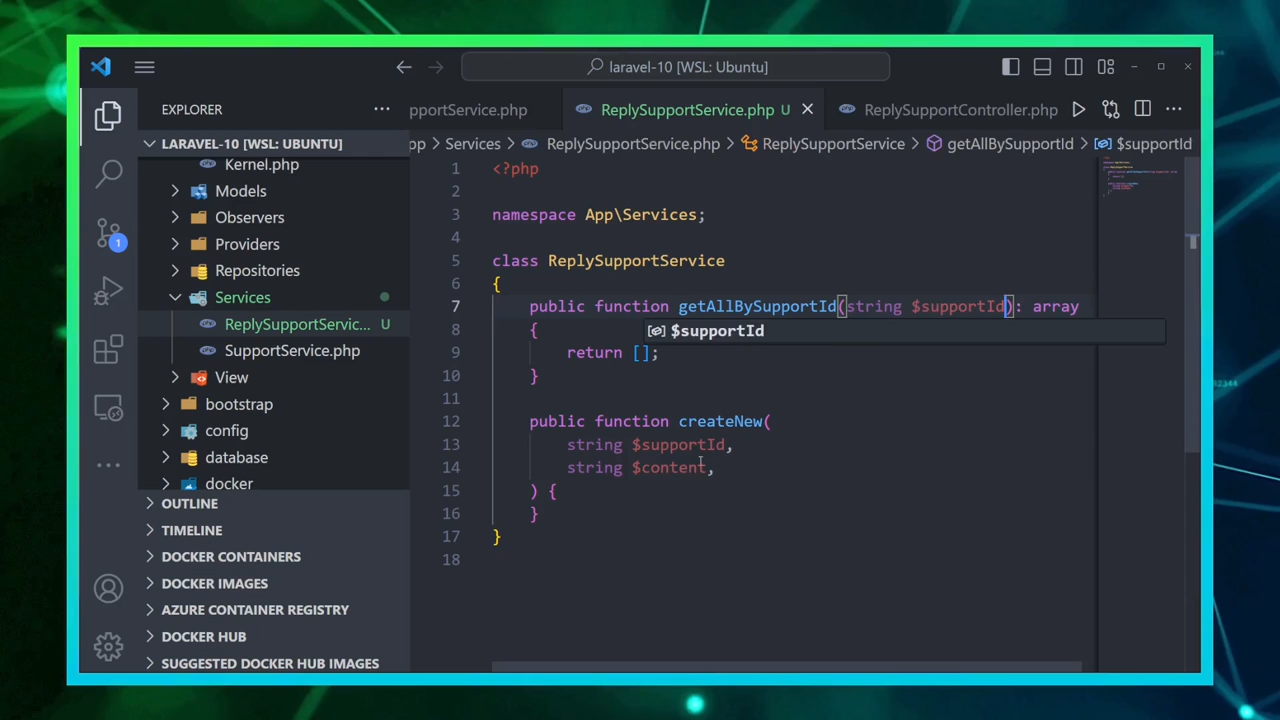 laravel-10 [WSL: Ubuntu]
EXPLORER
pportService.php
ReplySupportService.php U
ReplySupportController.php
LARAVEL-10 [WSL: UBUNTU]
pp > Services > ReplySupportService.php > ReplySupportService > getAllBySupportId > $supportId
Kernel.php
Models
Observers
Providers
Repositories
Services
ReplySupportServic... U
SupportService.php
View
bootstrap
config
database
docker
OUTLINE
TIMELINE
DOCKER CONTAINERS
DOCKER IMAGES
AZURE CONTAINER REGISTRY
DOCKER HUB
SUGGESTED DOCKER HUB IMAGES
1
1 <?php
2
3 namespace App\Services;
4
5 class ReplySupportService
6 {
7 public function getAllBySupportId(string $supportId): array
$supportId
8 {
9 return [];
10 }
11
12 public function createNew(
13 string $supportId,
14 string $content,
15 ) {
16 }
17 }
18